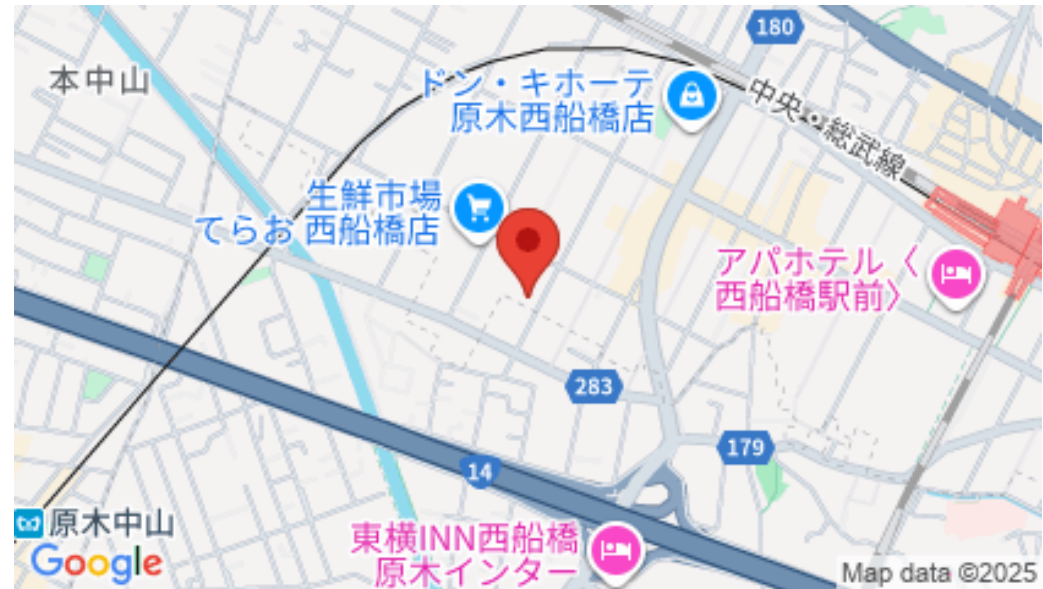 180
本中山
ドン・キホーテ
原木西船橋店
中央・総武線
生鮮市場
てらお 西船橋店
アパホテル〈
西船橋駅前〉
283
179
14
原木中山
東横INN西船橋
原木インター
Google
Map data ©2025